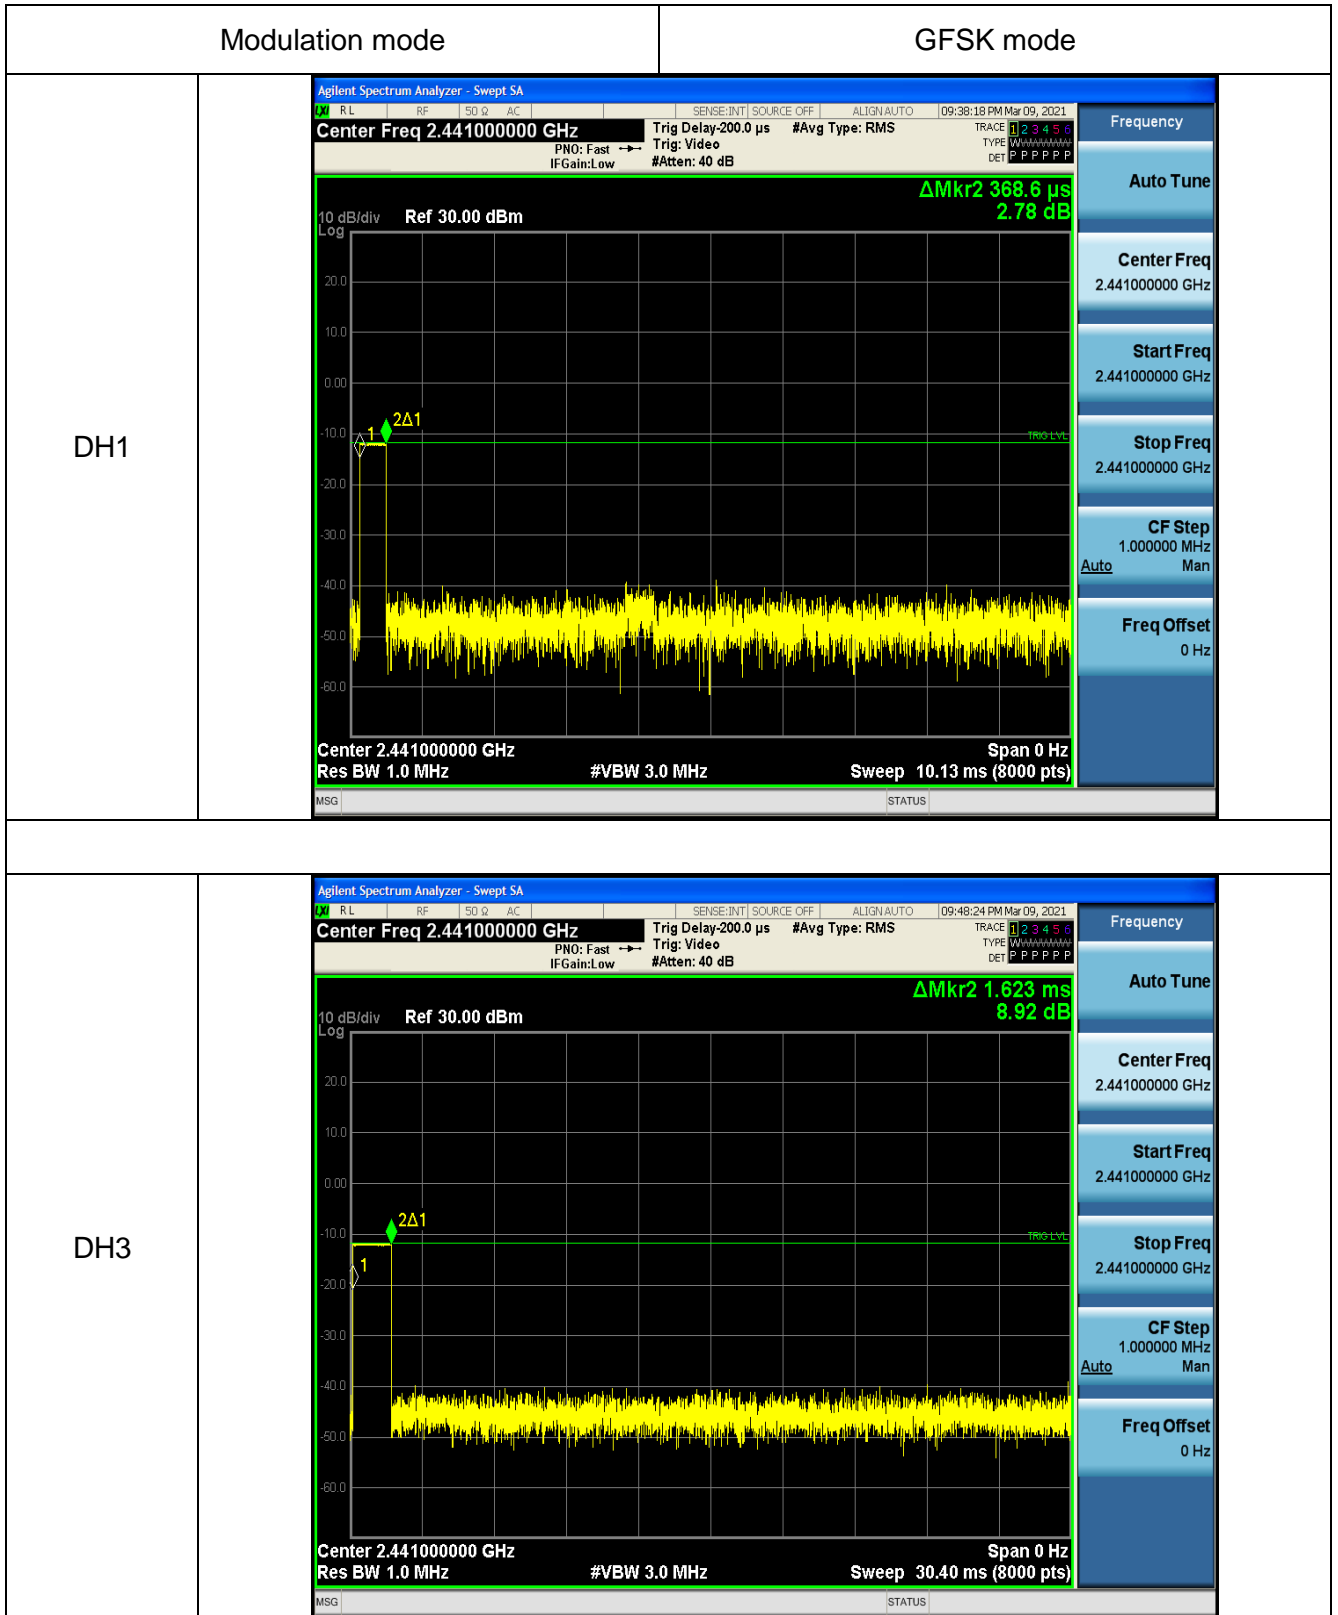 Modulation mode GFSK mode
DH1
Agilent Spectrum Analyzer - Swept SA
LXI RL RF 50 Ω AC SENSE:INT SOURCE OFF ALIGN AUTO 09:38:18 PM Mar 09, 2021
Center Freq 2.441000000 GHz Trig Delay-200.0 µs #Avg Type: RMS TRACE 1 2 3 4 5 6
PNO: Fast Trig: Video TYPE W
IFGain:Low #Atten: 40 dB DET P P P P P P
ΔMkr2 368.6 µs
2.78 dB
10 dB/div Ref 30.00 dBm
Log
20.0
10.0
0.00
-10.0
-20.0
-30.0
-40.0
-50.0
-60.0
1 2Δ1
TRIG LVL
Center 2.441000000 GHz Span 0 Hz
Res BW 1.0 MHz #VBW 3.0 MHz Sweep 10.13 ms (8000 pts)
MSG STATUS
Frequency
Auto Tune
Center Freq
2.441000000 GHz
Start Freq
2.441000000 GHz
Stop Freq
2.441000000 GHz
CF Step
1.000000 MHz
Auto Man
Freq Offset
0 Hz
DH3
Agilent Spectrum Analyzer - Swept SA
LXI RL RF 50 Ω AC SENSE:INT SOURCE OFF ALIGN AUTO 09:48:24 PM Mar 09, 2021
Center Freq 2.441000000 GHz Trig Delay-200.0 µs #Avg Type: RMS TRACE 1 2 3 4 5 6
PNO: Fast Trig: Video TYPE W
IFGain:Low #Atten: 40 dB DET P P P P P P
ΔMkr2 1.623 ms
8.92 dB
10 dB/div Ref 30.00 dBm
Log
20.0
10.0
0.00
-10.0
-20.0
-30.0
-40.0
-50.0
-60.0
2Δ1
1
TRIG LVL
Center 2.441000000 GHz Span 0 Hz
Res BW 1.0 MHz #VBW 3.0 MHz Sweep 30.40 ms (8000 pts)
MSG STATUS
Frequency
Auto Tune
Center Freq
2.441000000 GHz
Start Freq
2.441000000 GHz
Stop Freq
2.441000000 GHz
CF Step
1.000000 MHz
Auto Man
Freq Offset
0 Hz